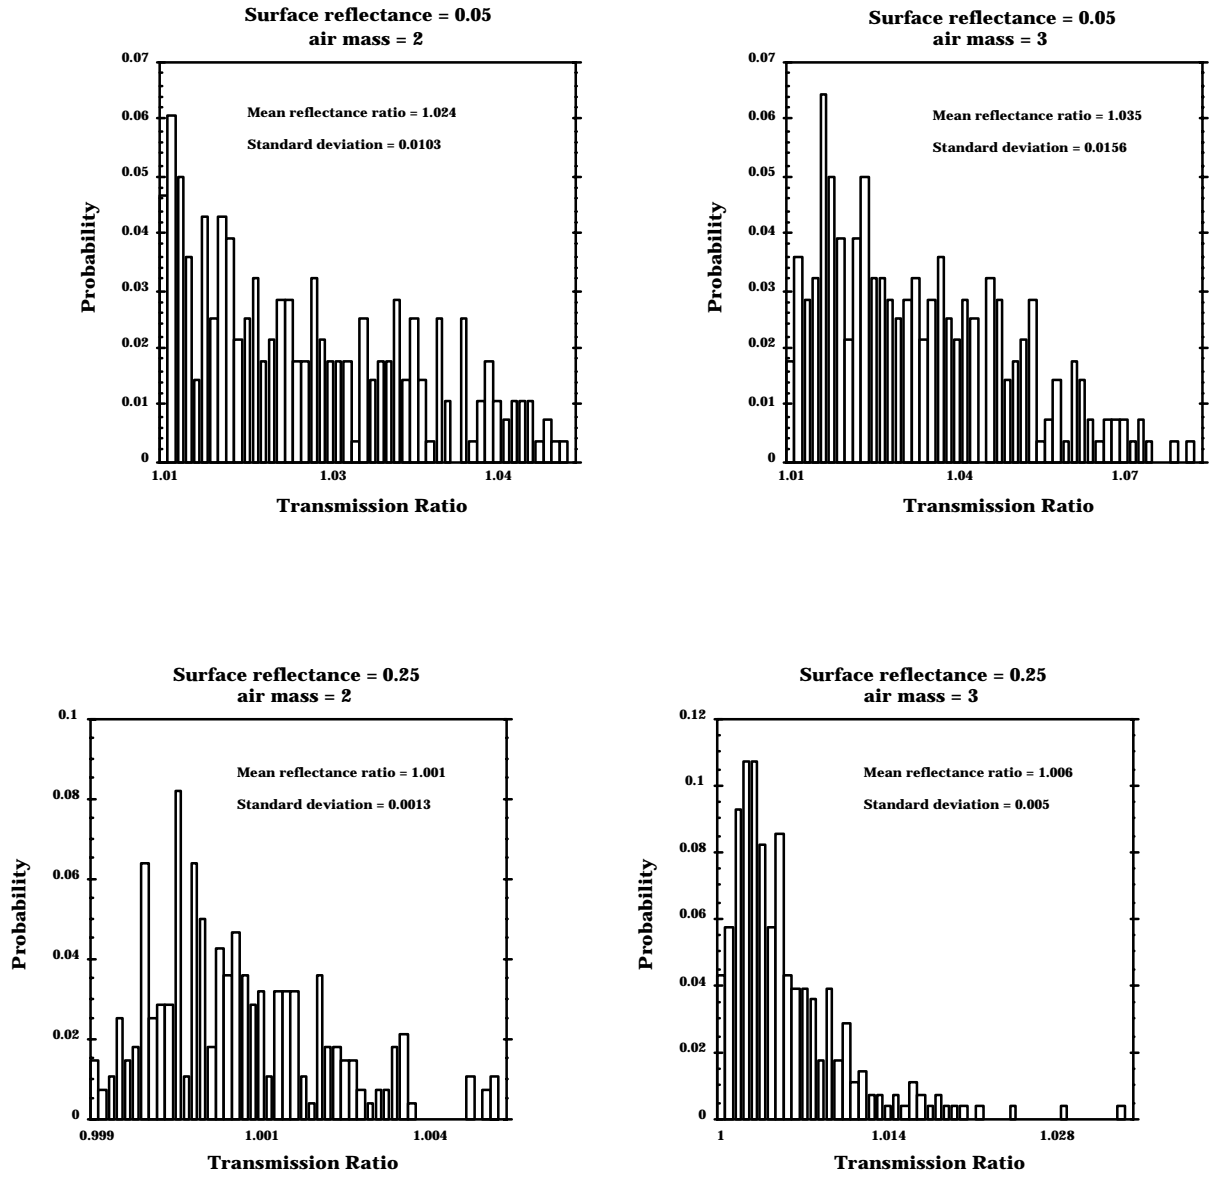 Surface reflectance = 0.05
air mass = 2
0.07
0.06
0.05
0.04
0.03
0.02
0.01
0
Probability
Mean reflectance ratio = 1.024
Standard deviation = 0.0103
1.01
1.03
1.04
Transmission Ratio
Surface reflectance = 0.05
air mass = 3
0.07
0.06
0.05
0.04
0.03
0.02
0.01
0
Probability
Mean reflectance ratio = 1.035
Standard deviation = 0.0156
1.01
1.04
1.07
Transmission Ratio
Surface reflectance = 0.25
air mass = 2
0.1
0.08
0.06
0.04
0.02
0
Probability
Mean reflectance ratio = 1.001
Standard deviation = 0.0013
0.999
1.001
1.004
Transmission Ratio
Surface reflectance = 0.25
air mass = 3
0.12
0.1
0.08
0.06
0.04
0.02
0
Probability
Mean reflectance ratio = 1.006
Standard deviation = 0.005
1
1.014
1.028
Transmission Ratio